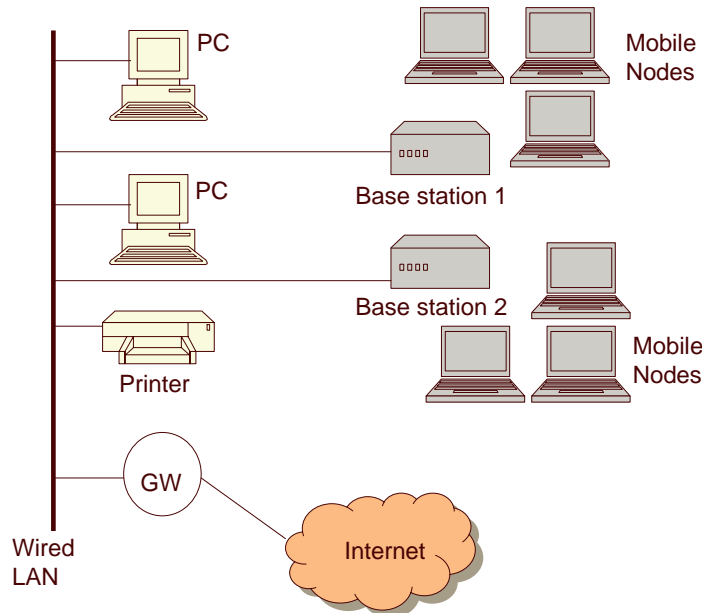 PC
Mobile
Nodes
Base station 1
PC
Base station 2
Mobile
Nodes
Printer
GW
Internet
Wired
LAN